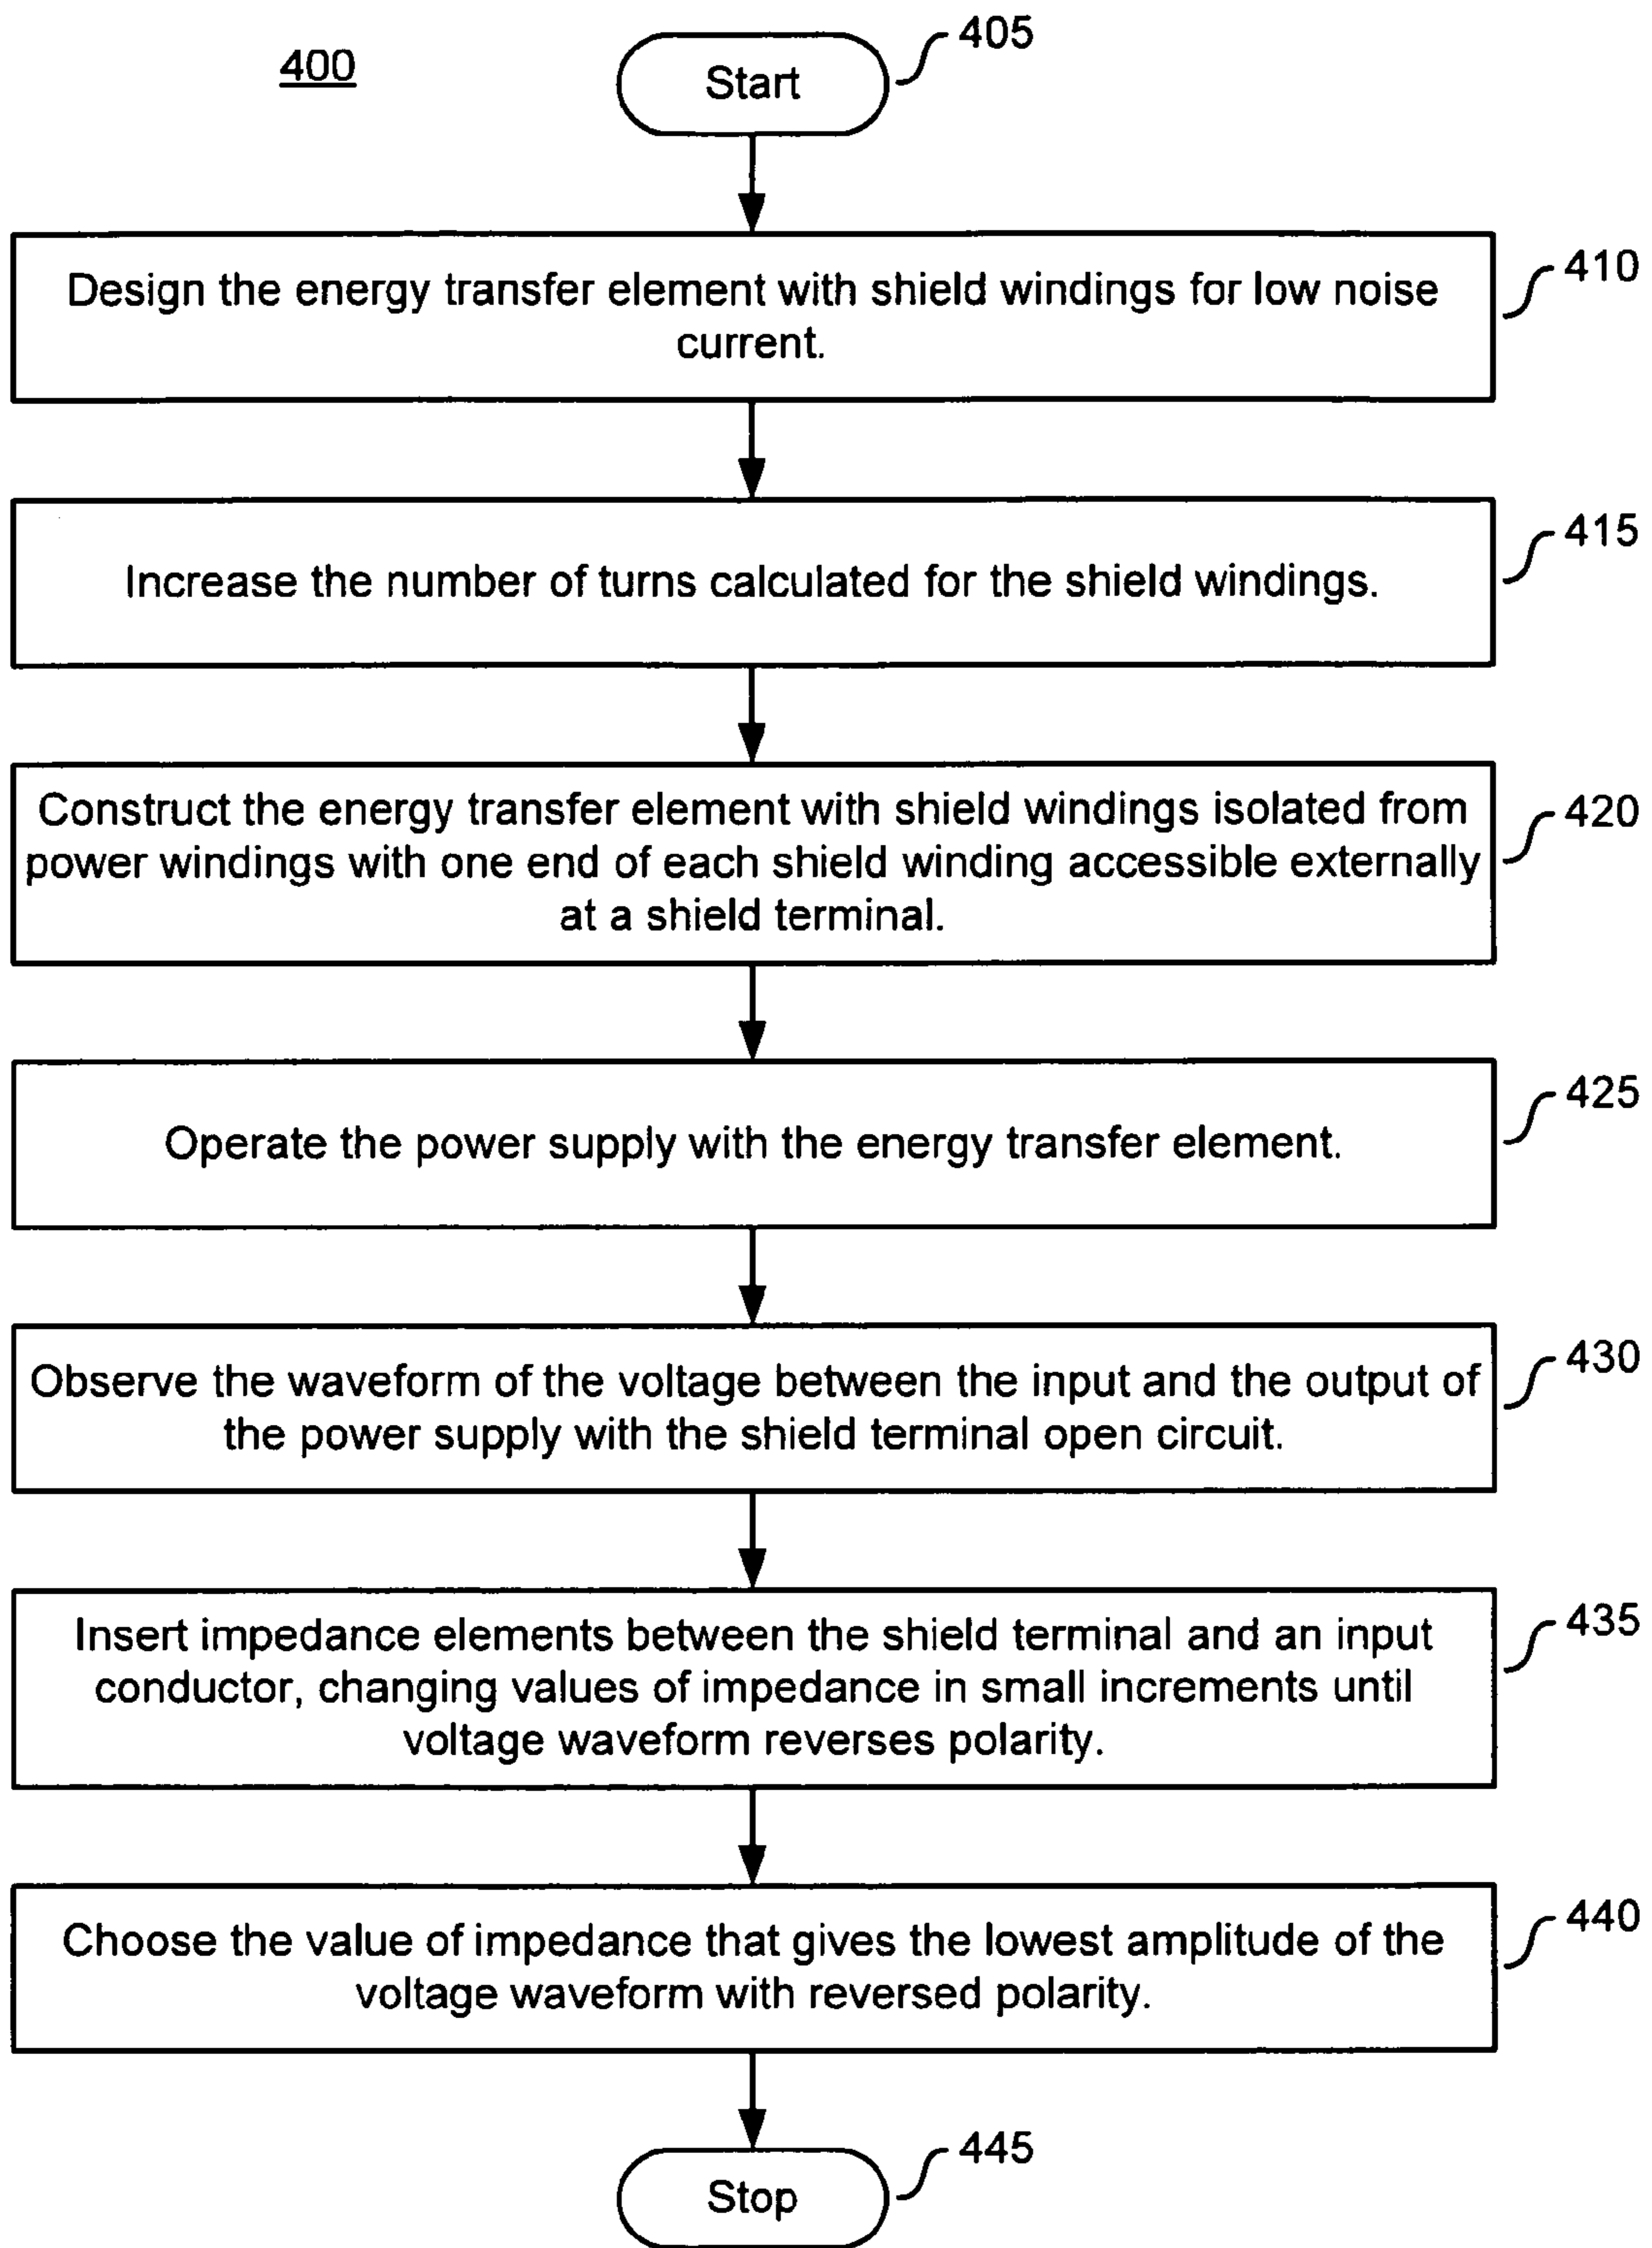 400
Start
405
Design the energy transfer element with shield windings for low noise
current.
410
Increase the number of turns calculated for the shield windings.
415
Construct the energy transfer element with shield windings isolated from
power windings with one end of each shield winding accessible externally
at a shield terminal.
420
Operate the power supply with the energy transfer element.
425
Observe the waveform of the voltage between the input and the output of
the power supply with the shield terminal open circuit.
430
Insert impedance elements between the shield terminal and an input
conductor, changing values of impedance in small increments until
voltage waveform reverses polarity.
435
Choose the value of impedance that gives the lowest amplitude of the
voltage waveform with reversed polarity.
440
Stop
445